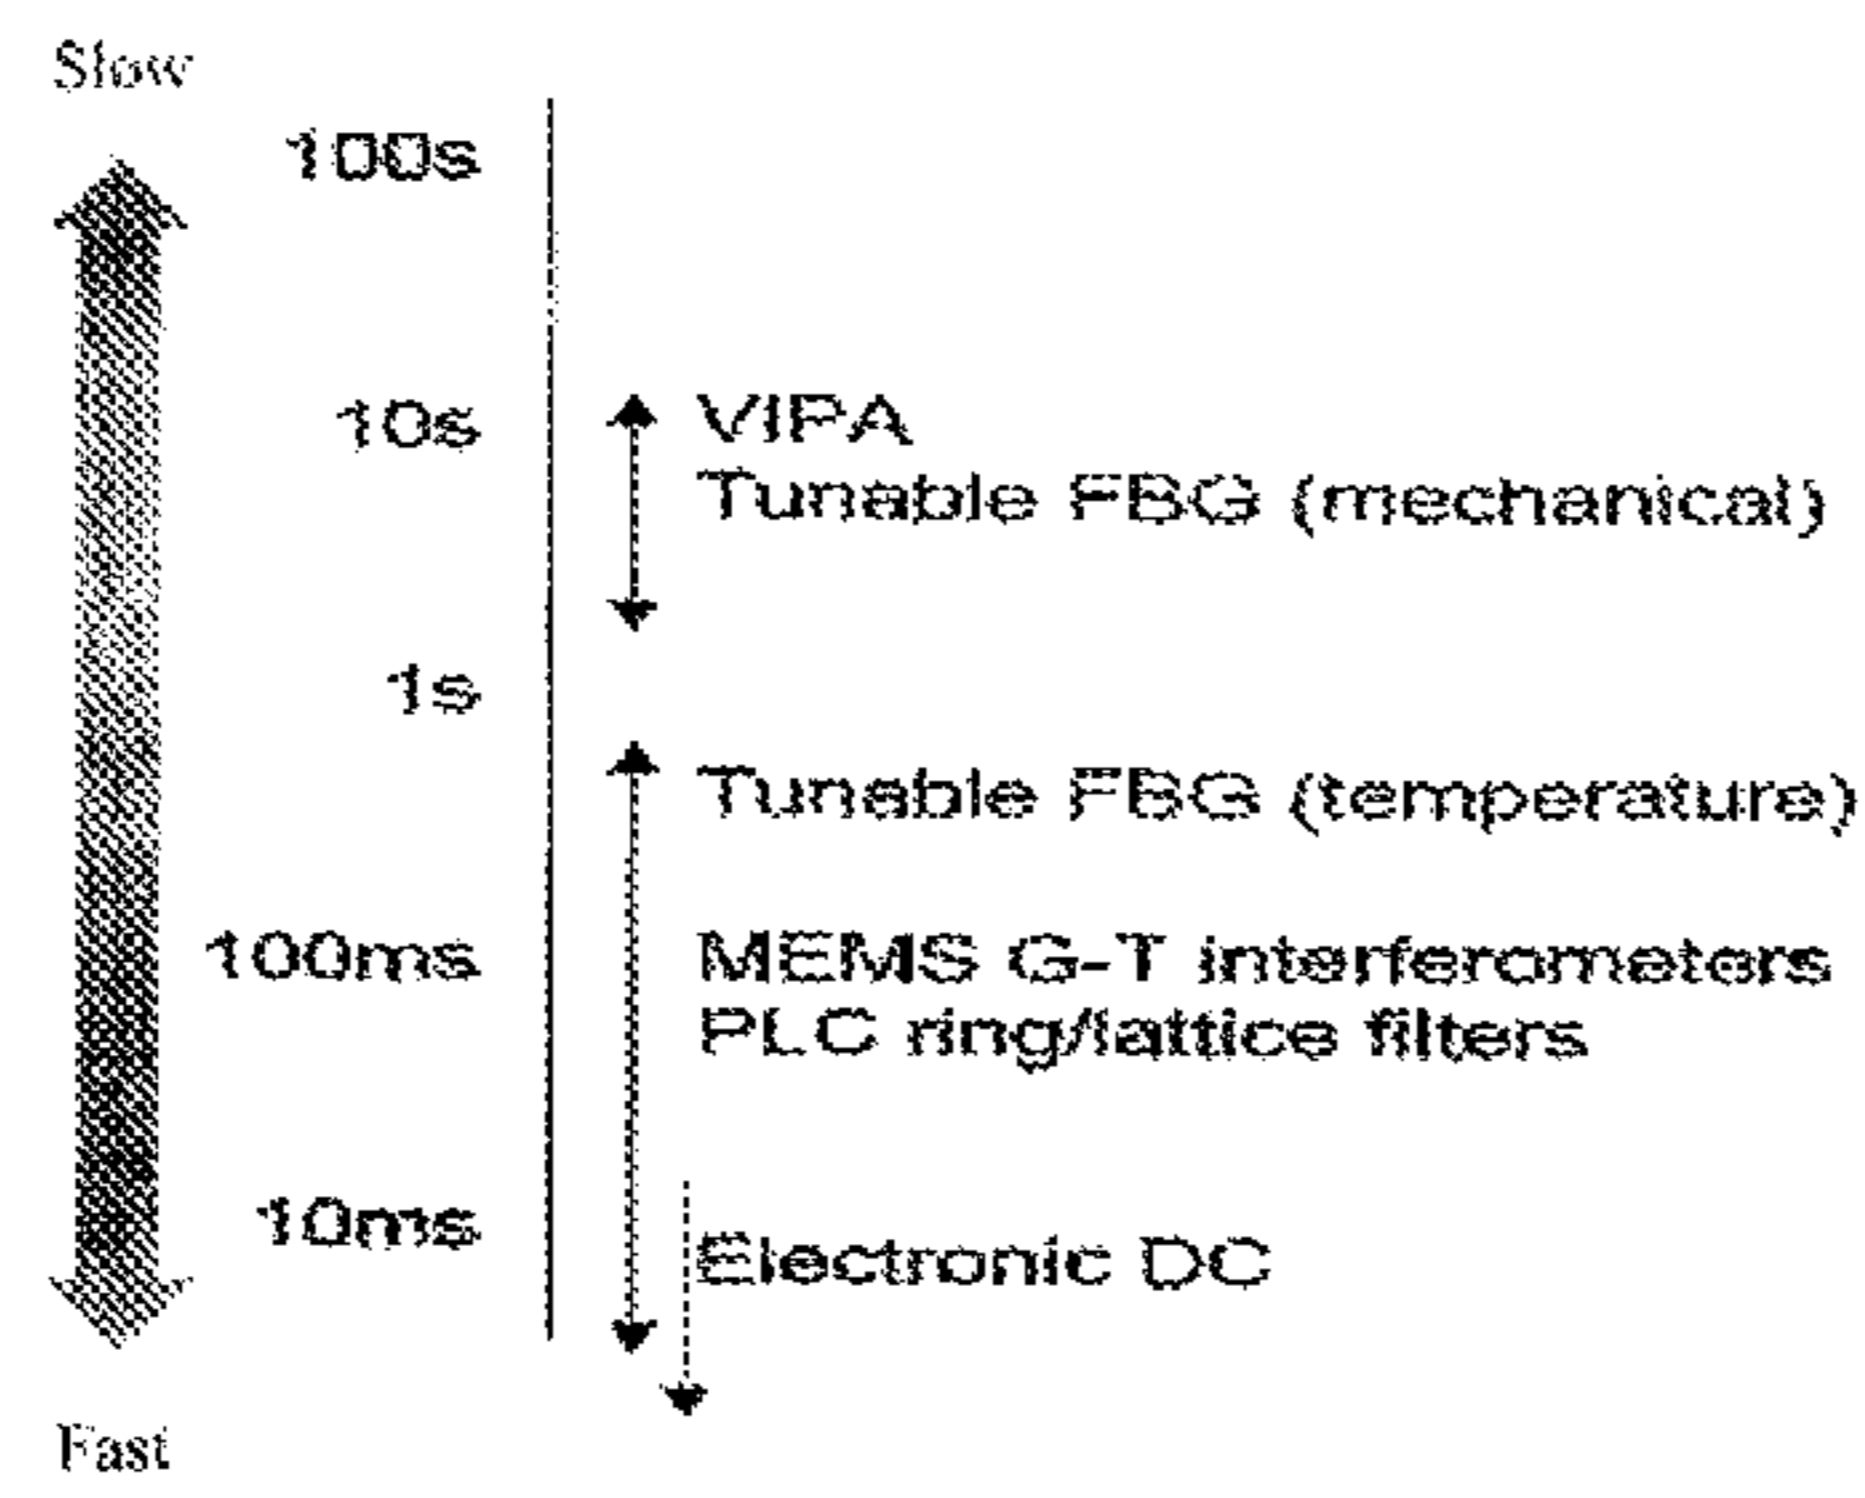 Slow
100s
10s
VIPA
Tunable FBG (mechanical)
1s
Tunable FBG (temperature)
100ms
MEMS G-T interferometers
PLC ring/lattice filters
10ms
Electronic DC
Fast